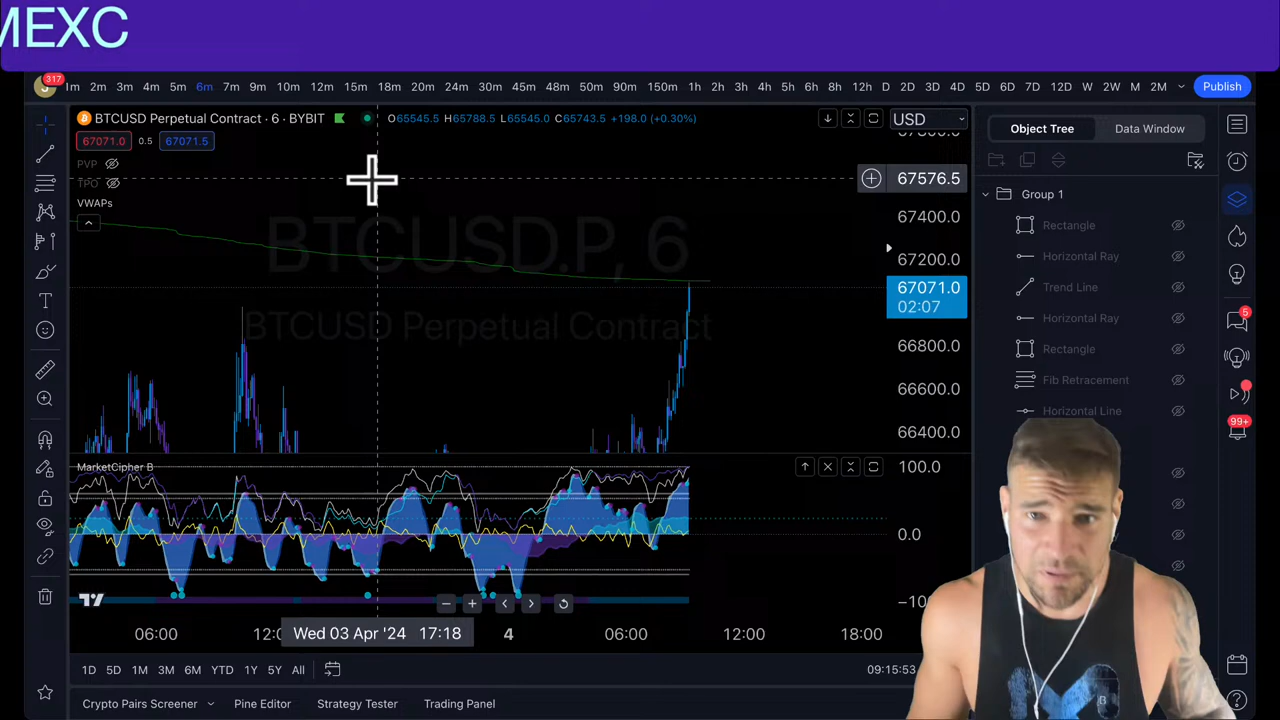 MEXC
317
1m 2m 3m 4m 5m 6m 7m 9m 10m 12m 15m 18m 20m 24m 30m 45m 48m 50m 90m 150m 1h 2h 3h 4h 5h 6h 8h 12h D 2D 3D 4D 5D 6D 7D 12D W 2W M 2M
Publish
BTCUSD Perpetual Contract · 6 · BYBIT
O65545.5 H65788.5 L65545.0 C65743.5 +198.0 (+0.30%)
USD
67071.0 0.5 67071.5
PVP
TPO
VWAPs
BTCUSD.P, 6
BTCUSD Perpetual Contract
67576.5
67400.0
67200.0
67071.0
02:07
66800.0
66600.0
66400.0
MarketCipher B
100.0
0.0
06:00
Wed 03 Apr '24 17:18
4
06:00
12:00
18:00
1D 5D 1M 3M 6M YTD 1Y 5Y All
09:15:53
Crypto Pairs Screener
Pine Editor
Strategy Tester
Trading Panel
Object Tree
Data Window
Group 1
Rectangle
Horizontal Ray
Trend Line
Horizontal Ray
Rectangle
Fib Retracement
Horizontal Line
5
99+